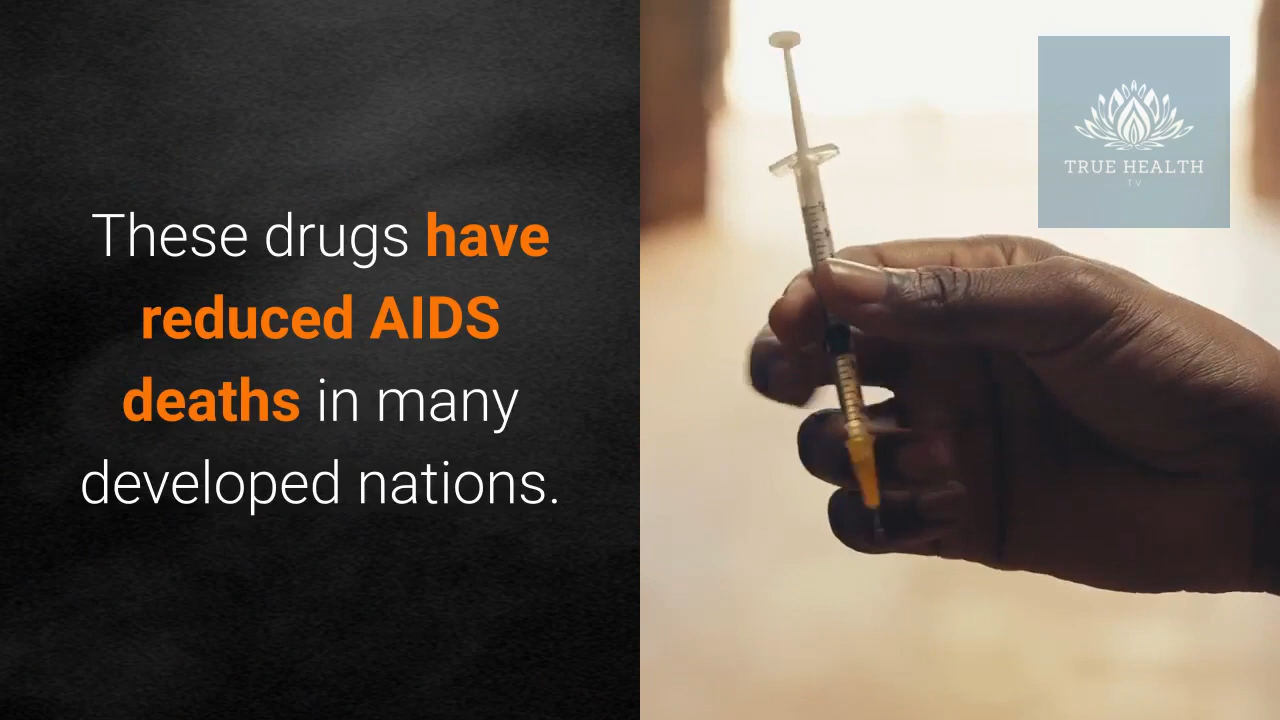 These drugs have
reduced AIDS
deaths in many
developed nations.
TRUE HEALTH
TV